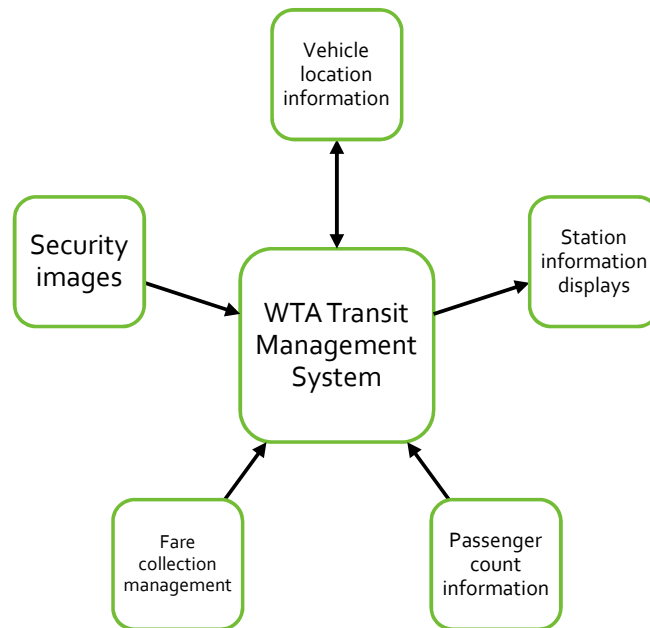 Vehicle
location
information
Security
images
Station
information
displays
WTA Transit
Management
System
Fare
collection
management
Passenger
count
information